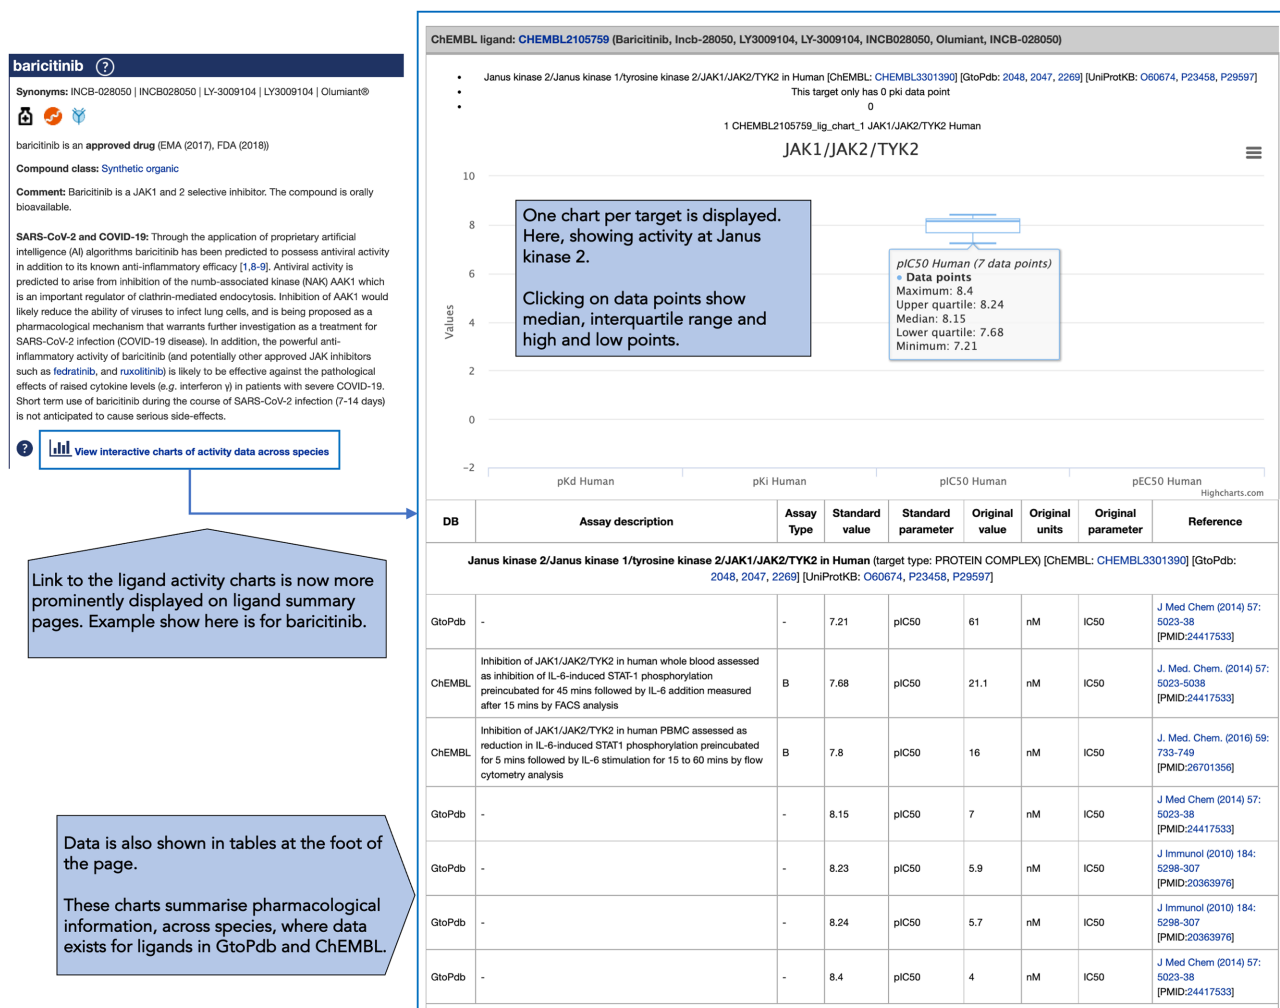 baricitinib ?
Synonyms: INCB-028050 | INCB028050 | LY-3009104 | LY3009104 | Olumiant®
baricitinib is an approved drug (EMA (2017), FDA (2018))
Compound class: Synthetic organic
Comment: Baricitinib is a JAK1 and 2 selective inhibitor. The compound is orally
bioavailable.
SARS-CoV-2 and COVID-19: Through the application of proprietary artificial
intelligence (AI) algorithms baricitinib has been predicted to possess antiviral activity
in addition to its known anti-inflammatory efficacy [1,8-9]. Antiviral activity is
predicted to arise from inhibition of the numb-associated kinase (NAK) AAK1 which
is an important regulator of clathrin-mediated endocytosis. Inhibition of AAK1 would
likely reduce the ability of viruses to infect lung cells, and is being proposed as a
pharmacological mechanism that warrants further investigation as a treatment for
SARS-CoV-2 infection (COVID-19 disease). In addition, the powerful anti-
inflammatory activity of baricitinib (and potentially other approved JAK inhibitors
such as fedratinib, and ruxolitinib) is likely to be effective against the pathological
effects of raised cytokine levels (e.g. interferon γ) in patients with severe COVID-19.
Short term use of baricitinib during the course of SARS-CoV-2 infection (7-14 days)
is not anticipated to cause serious side-effects.
? View interactive charts of activity data across species
Link to the ligand activity charts is now more
prominently displayed on ligand summary
pages. Example show here is for baricitinib.
Data is also shown in tables at the foot of
the page.
These charts summarise pharmacological
information, across species, where data
exists for ligands in GtoPdb and ChEMBL.
ChEMBL ligand: CHEMBL2105759 (Baricitinib, Incb-28050, LY3009104, LY-3009104, INCB028050, Olumiant, INCB-028050)
• Janus kinase 2/Janus kinase 1/tyrosine kinase 2/JAK1/JAK2/TYK2 in Human [ChEMBL: CHEMBL3301390] [GtoPdb: 2048, 2047, 2269] [UniProtKB: O60674, P23458, P29597]
• This target only has 0 pki data point
• 0
1 CHEMBL2105759_lig_chart_1 JAK1/JAK2/TYK2 Human
JAK1/JAK2/TYK2
10
8
6
4
2
0
-2
Values
One chart per target is displayed.
Here, showing activity at Janus
kinase 2.
Clicking on data points show
median, interquartile range and
high and low points.
pIC50 Human (7 data points)
• Data points
Maximum: 8.4
Upper quartile: 8.24
Median: 8.15
Lower quartile: 7.68
Minimum: 7.21
pKd Human pKi Human pIC50 Human pEC50 Human
Highcharts.com
DB Assay description Assay Type Standard value Standard parameter Original value Original units Original parameter Reference
Janus kinase 2/Janus kinase 1/tyrosine kinase 2/JAK1/JAK2/TYK2 in Human (target type: PROTEIN COMPLEX) [ChEMBL: CHEMBL3301390] [GtoPdb:
2048, 2047, 2269] [UniProtKB: O60674, P23458, P29597]
GtoPdb - - 7.21 pIC50 61 nM IC50 J Med Chem (2014) 57:
5023-38
[PMID:24417533]
Inhibition of JAK1/JAK2/TYK2 in human whole blood assessed
as inhibition of IL-6-induced STAT-1 phosphorylation
preincubated for 45 mins followed by IL-6 addition measured
after 15 mins by FACS analysis
ChEMBL B 7.68 pIC50 21.1 nM IC50 J. Med. Chem. (2014) 57:
5023-5038
[PMID:24417533]
Inhibition of JAK1/JAK2/TYK2 in human PBMC assessed as
reduction in IL-6-induced STAT1 phosphorylation preincubated
for 5 mins followed by IL-6 stimulation for 15 to 60 mins by flow
cytometry analysis
ChEMBL B 7.8 pIC50 16 nM IC50 J. Med. Chem. (2016) 59:
733-749
[PMID:26701356]
GtoPdb - - 8.15 pIC50 7 nM IC50 J Med Chem (2014) 57:
5023-38
[PMID:24417533]
GtoPdb - - 8.23 pIC50 5.9 nM IC50 J Immunol (2010) 184:
5298-307
[PMID:20363976]
GtoPdb - - 8.24 pIC50 5.7 nM IC50 J Immunol (2010) 184:
5298-307
[PMID:20363976]
GtoPdb - - 8.4 pIC50 4 nM IC50 J Med Chem (2014) 57:
5023-38
[PMID:24417533]